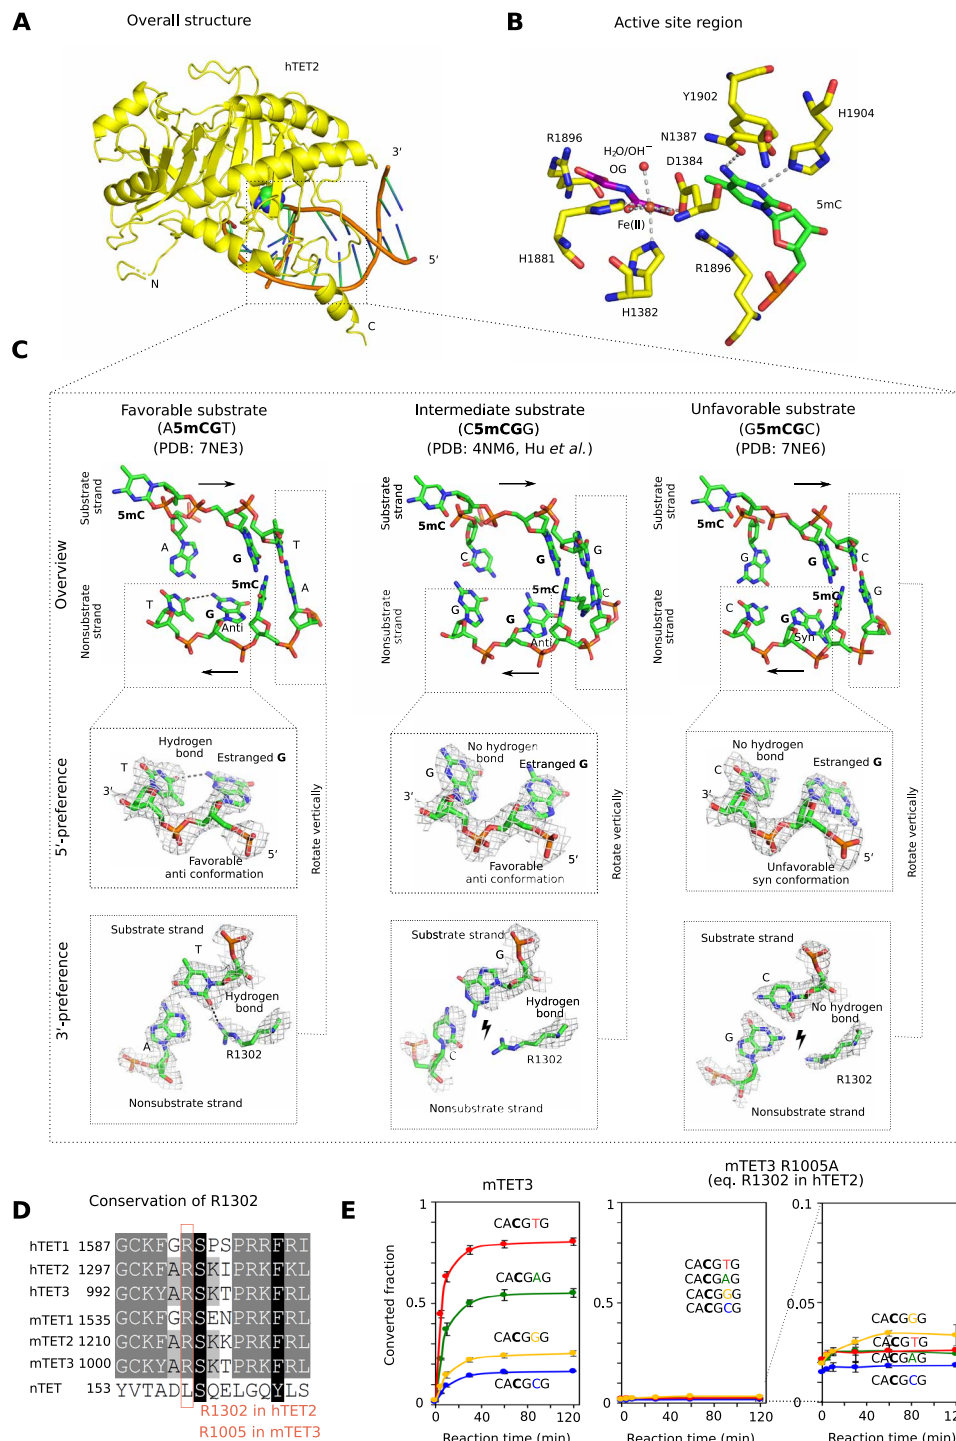 A
Overall structure
hTET2
3′
5′
N
C
B
Active site region
Y1902
H1904
N1387
R1896
H₂O/OH⁻
OG
D1384
5mC
Fe(II)
H1881
R1896
H1382
C
Favorable substrate
(A5mCGT)
(PDB: 7NE3)
Intermediate substrate
(C5mCGG)
(PDB: 4NM6, Hu et al.)
Unfavorable substrate
(G5mCGC)
(PDB: 7NE6)
Overview
Substrate strand
5mC
A
G
T
5mC
A
T
G
Anti
Nonsubstrate strand
Substrate strand
5mC
C
G
G
5mC
C
G
G
Anti
Nonsubstrate strand
Substrate strand
5mC
G
G
C
5mC
G
C
G
Syn
Nonsubstrate strand
5′-preference
Hydrogen bond
Estranged G
T
3′
5′
Favorable
anti conformation
Rotate vertically
No hydrogen bond
Estranged G
G
3′
5′
Favorable
anti conformation
Rotate vertically
No hydrogen bond
Estranged G
C
3′
5′
Unfavorable
syn conformation
Rotate vertically
3′-preference
Substrate strand
T
Hydrogen bond
A
R1302
Nonsubstrate strand
Substrate strand
G
Hydrogen bond
C
R1302
Nonsubstrate strand
Substrate strand
C
No hydrogen bond
G
R1302
Nonsubstrate strand
D
Conservation of R1302
hTET1 1587 GCKFGRSPSPRRFRI
hTET2 1297 GCKFARSKIPRKFKL
hTET3 992 GCKYARSKTPRKFRL
mTET1 1535 GCKFGRSENPRKFRL
mTET2 1210 GCKFARSKKPRKFRL
mTET3 1000 GCKYARSKTPRKFRL
nTET 153 YVTADLSQELGQYLS
R1302 in hTET2
R1005 in mTET3
E
mTET3
Converted fraction
1
0.5
0
CACGTG
CACGAG
CACGGG
CACGCG
0 40 80 120
Reaction time (min)
mTET3 R1005A
(eq. R1302 in hTET2)
1
0.5
0
CACGTG
CACGAG
CACGGG
CACGCG
0 40 80 120
Reaction time (min)
0.1
0.05
0
CACGGG
CACGTG
CACGAG
CACGCG
0 40 80 120
Reaction time (min)